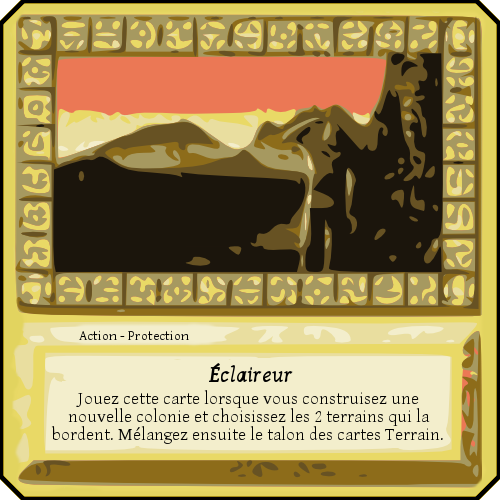 Action - Protection
Éclaireur
Jouez cette carte lorsque vous construisez une
nouvelle colonie et choisissez les 2 terrains qui la
bordent. Mélangez ensuite le talon des cartes Terrain.